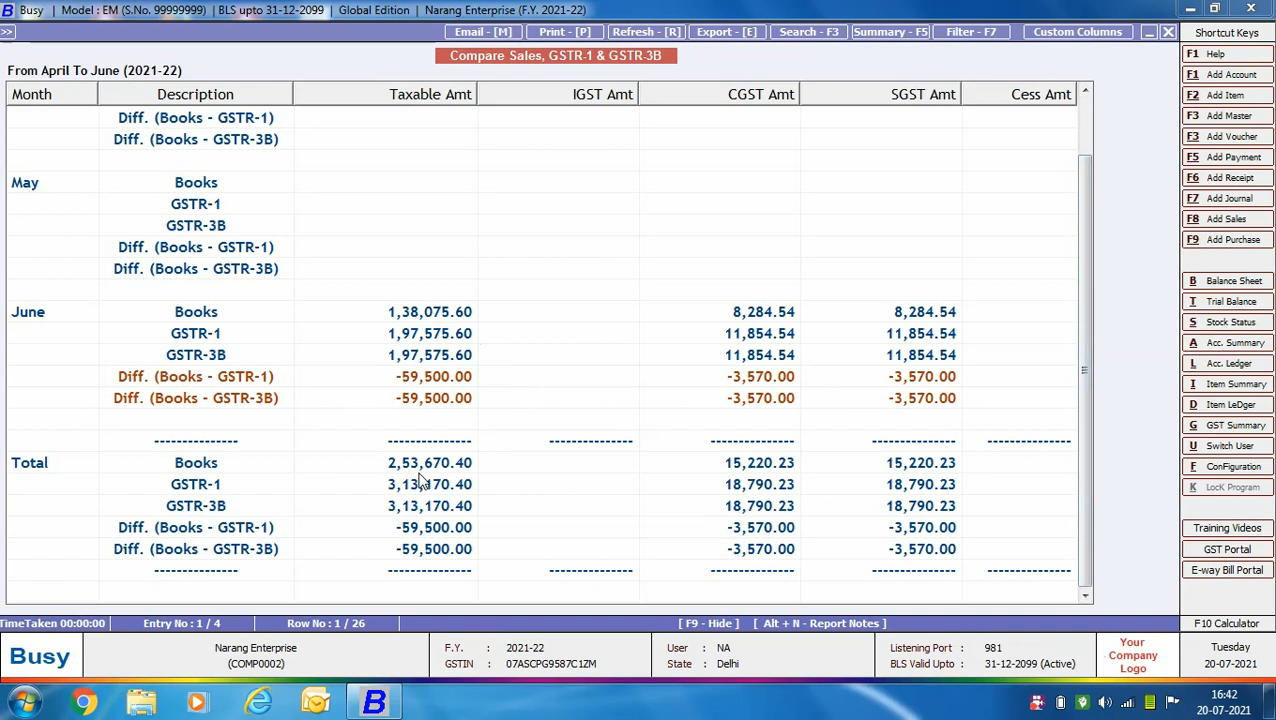 Busy Model : EM (S.No. 99999999) BLS upto 31-12-2099 Global Edition Narang Enterprise (F.Y. 2021-22)
>> Email - [M] Print - [P] Refresh - [R] Export - [E] Search - F3 Summary - F5 Filter - F7 Custom Columns
Compare Sales, GSTR-1 & GSTR-3B
From April To June (2021-22)
Month Description Taxable Amt IGST Amt CGST Amt SGST Amt Cess Amt
Diff. (Books - GSTR-1)
Diff. (Books - GSTR-3B)
May Books
GSTR-1
GSTR-3B
Diff. (Books - GSTR-1)
Diff. (Books - GSTR-3B)
June Books 1,38,075.60 8,284.54 8,284.54
GSTR-1 1,97,575.60 11,854.54 11,854.54
GSTR-3B 1,97,575.60 11,854.54 11,854.54
Diff. (Books - GSTR-1) -59,500.00 -3,570.00 -3,570.00
Diff. (Books - GSTR-3B) -59,500.00 -3,570.00 -3,570.00
--------------- --------------- --------------- --------------- --------------- ---------------
Total Books 2,53,670.40 15,220.23 15,220.23
GSTR-1 3,13,170.40 18,790.23 18,790.23
GSTR-3B 3,13,170.40 18,790.23 18,790.23
Diff. (Books - GSTR-1) -59,500.00 -3,570.00 -3,570.00
Diff. (Books - GSTR-3B) -59,500.00 -3,570.00 -3,570.00
--------------- --------------- --------------- --------------- --------------- ---------------
Shortcut Keys
F1 Help
F1 Add Account
F2 Add Item
F3 Add Master
F3 Add Voucher
F5 Add Payment
F6 Add Receipt
F7 Add Journal
F8 Add Sales
F9 Add Purchase
B Balance Sheet
T Trial Balance
S Stock Status
A Acc. Summary
L Acc. Ledger
I Item Summary
D Item LeDger
G GST Summary
U Switch User
F ConFiguration
K LocK Program
Training Videos
GST Portal
E-way Bill Portal
TimeTaken 00:00:00 Entry No : 1 / 4 Row No : 1 / 26 [ F9 - Hide ] [ Alt + N - Report Notes ] F10 Calculator
Busy
Narang Enterprise
(COMP0002)
F.Y. : 2021-22
GSTIN : 07ASCPG9587C1ZM
User : NA
State : Delhi
Listening Port : 981
BLS Valid Upto : 31-12-2099 (Active)
Your
Company
Logo
Tuesday
20-07-2021
16:42
20-07-2021